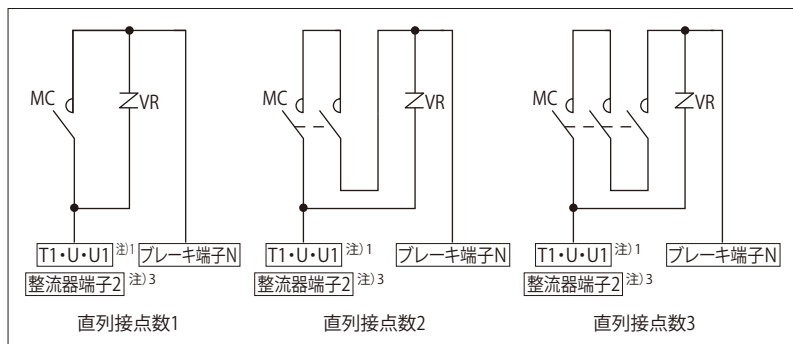 MC
VR
T1・U・U1 注）1
ブレーキ端子N
整流器端子2 注）3
直列接点数1
MC
VR
T1・U・U1 注）1
ブレーキ端子N
整流器端子2 注）3
直列接点数2
MC
VR
T1・U・U1 注）1
ブレーキ端子N
整流器端子2 注）3
直列接点数3